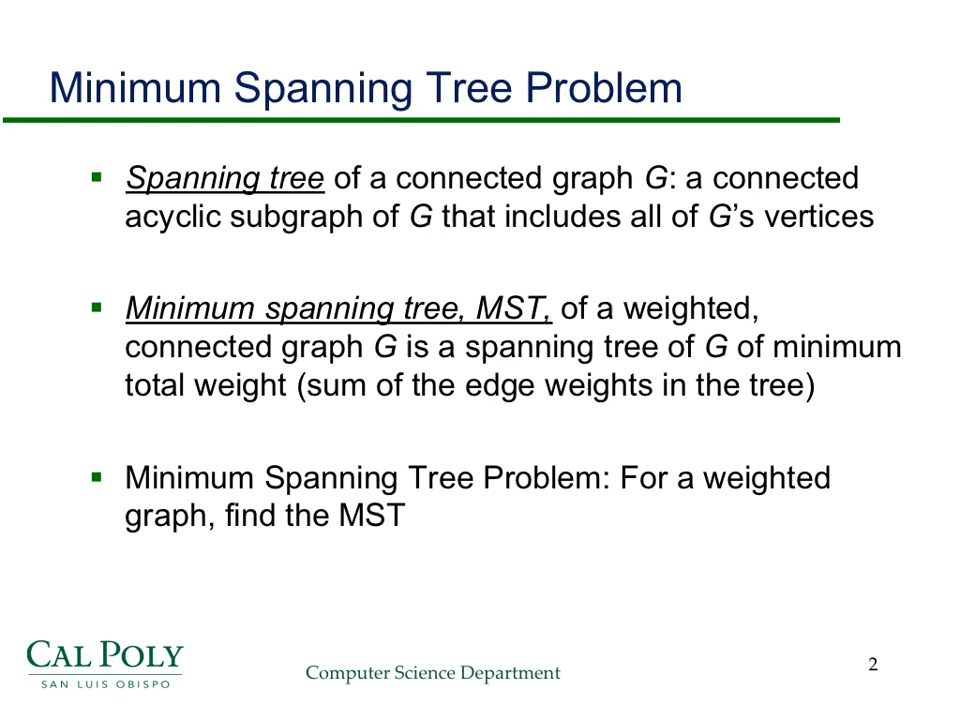 Minimum Spanning Tree Problem
▪ Spanning tree of a connected graph G: a connected
acyclic subgraph of G that includes all of G’s vertices
▪ Minimum spanning tree, MST, of a weighted,
connected graph G is a spanning tree of G of minimum
total weight (sum of the edge weights in the tree)
▪ Minimum Spanning Tree Problem: For a weighted
graph, find the MST
CAL POLY
SAN LUIS OBISPO
Computer Science Department
2